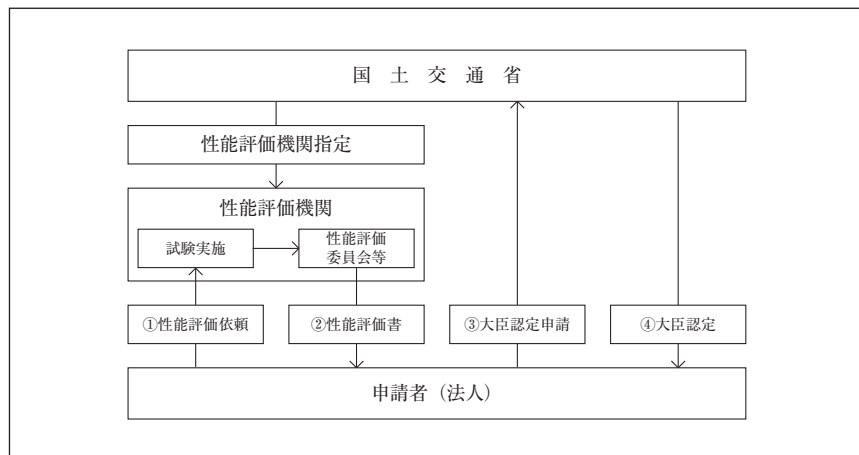 国 土 交 通 省
性能評価機関指定
性能評価機関
試験実施
性能評価
委員会等
①性能評価依頼
②性能評価書
③大臣認定申請
④大臣認定
申請者（法人）